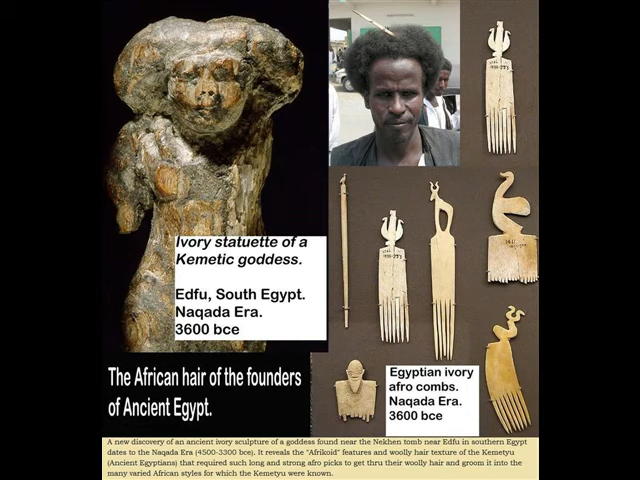 Ivory statuette of a
Kemetic goddess.
Edfu, South Egypt.
Naqada Era.
3600 bce
Egyptian ivory
afro combs.
Naqada Era.
3600 bce
The African hair of the founders
of Ancient Egypt.
A new discovery of an ancient ivory sculpture of a goddess found near the Nekhen tomb near Edfu in southern Egypt
dates to the Naqada Era (4500-3300 bce). It reveals the "Afrikoid" features and woolly hair texture of the Kemetyu
(Ancient Egyptians) that required such long and strong afro picks to get thru their woolly hair and groom it into the
many varied African styles for which the Kemetyu were known.